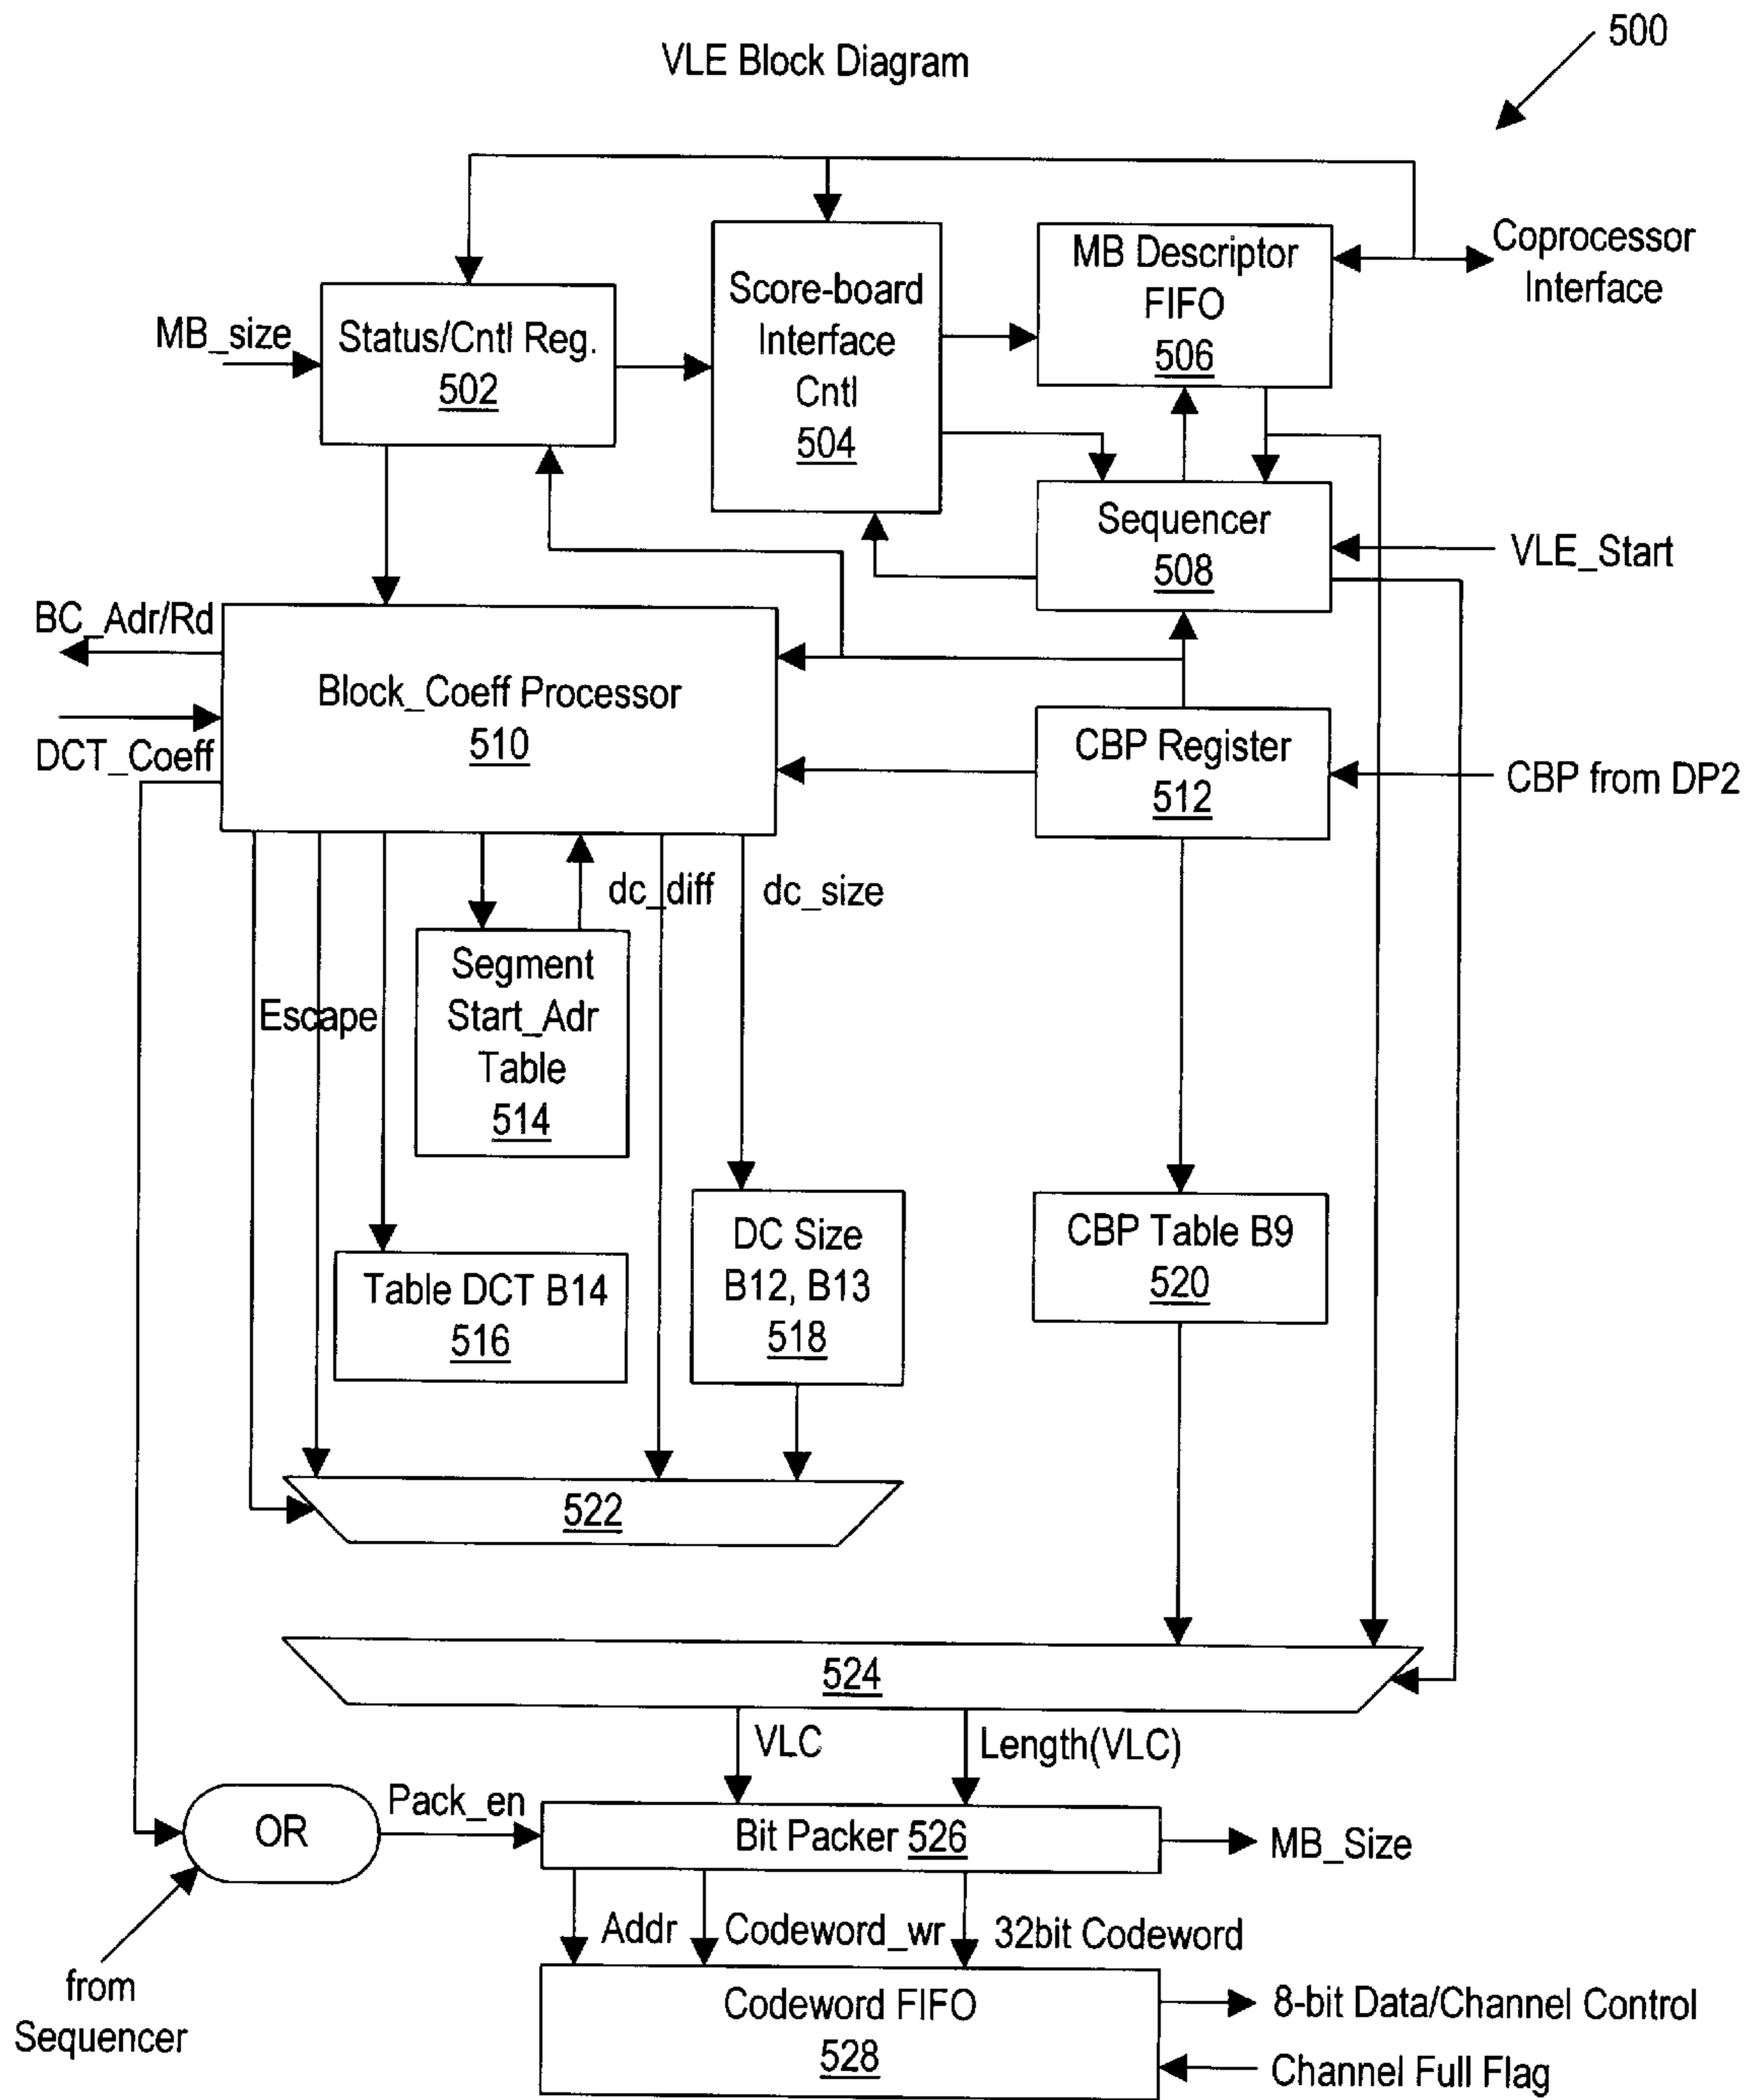 VLE Block Diagram
500
Coprocessor
Interface
MB_size
Status/Cntl Reg.
502
Score-board
Interface
Cntl
504
MB Descriptor
FIFO
506
Sequencer
508
VLE_Start
BC_Adr/Rd
DCT_Coeff
Block_Coeff Processor
510
CBP Register
512
CBP from DP2
dc_diff
dc_size
Escape
Segment
Start_Adr
Table
514
Table DCT B14
516
DC Size
B12, B13
518
CBP Table B9
520
522
524
VLC
Length(VLC)
OR
Pack_en
Bit Packer 526
MB_Size
from
Sequencer
Addr
Codeword_wr
32bit Codeword
Codeword FIFO
528
8-bit Data/Channel Control
Channel Full Flag